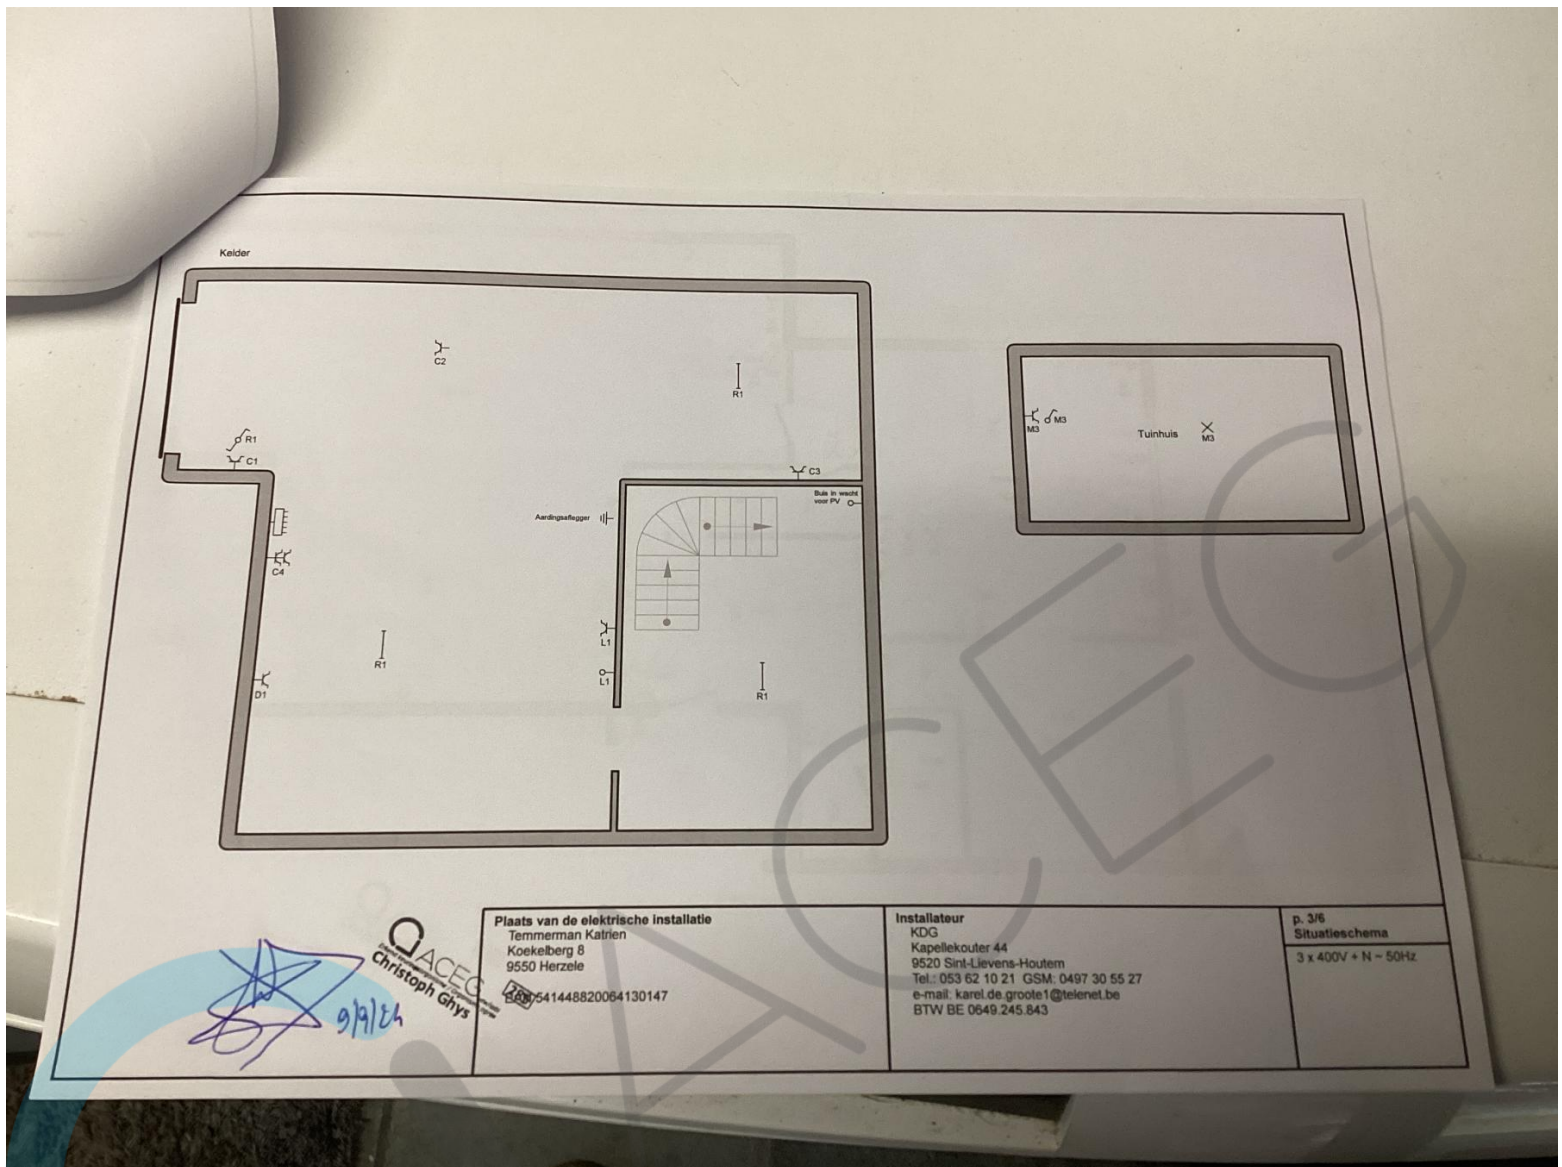 Kelder
C2
R1
R1
C1
C3
Buis in wacht
voor PV
Aardingsaflegger
C4
L1
R1
L1
R1
D1
M3
M3
Tuinhuis
M3
Plaats van de elektrische installatie
Temmerman Katrien
Koekelberg 8
9550 Herzele
541448820064130147
Installateur
KDG
Kapellekouter 44
9520 Sint-Lievens-Houtem
Tel.: 053 62 10 21 GSM: 0497 30 55 27
e-mail: karel.de.groote1@telenet.be
BTW BE 0649.245.843
p. 3/6
Situatieschema
3 x 400V + N ~ 50Hz
ACEG
Christoph Ghys
9/9/24
ACEG